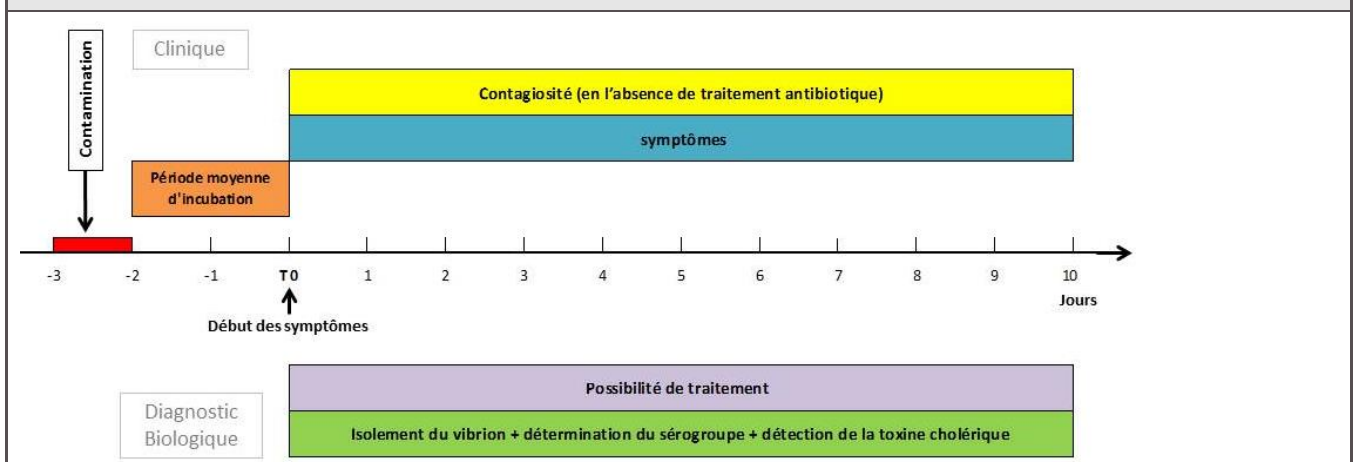 Contamination
Clinique
Contagiosité (en l'absence de traitement antibiotique)
symptômes
Période moyenne
d'incubation
-3 -2 -1 T0 1 2 3 4 5 6 7 8 9 10
Jours
Début des symptômes
Diagnostic
Biologique
Possibilité de traitement
Isolement du vibrion + détermination du sérogroupe + détection de la toxine cholérique